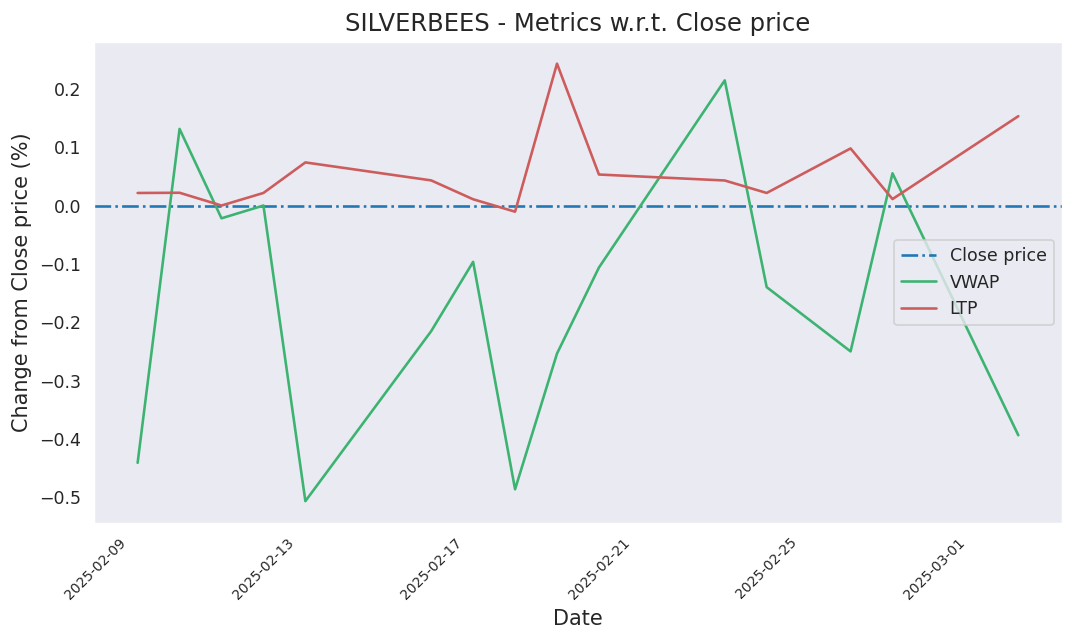 SILVERBEES - Metrics w.r.t. Close price
Change from Close price (%)
0.2
0.1
0.0
−0.1
−0.2
−0.3
−0.4
−0.5
Close price
VWAP
LTP
2025-02-09
2025-02-13
2025-02-17
2025-02-21
2025-02-25
2025-03-01
Date